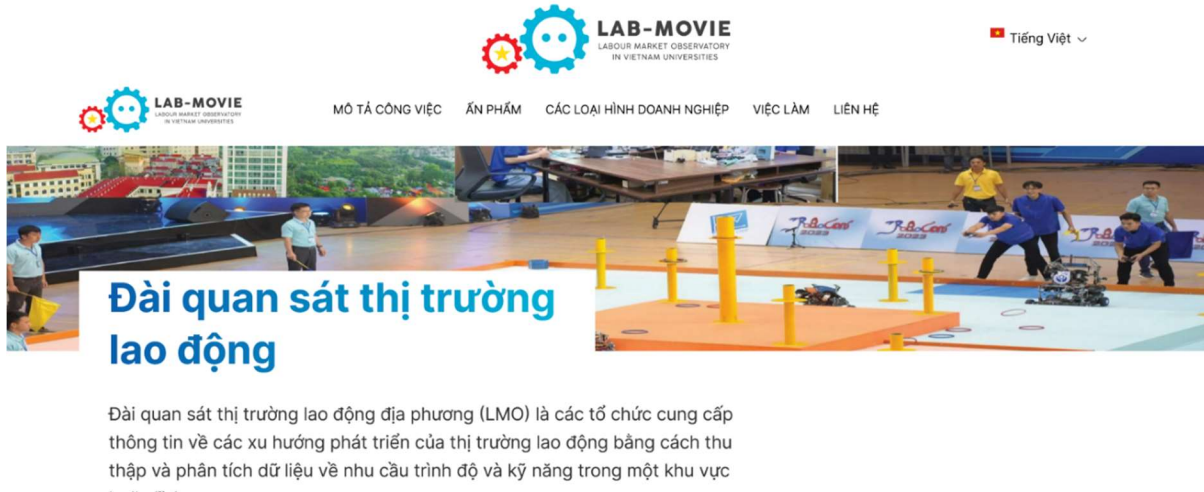 LAB-MOVIE
LABOUR MARKET OBSERVATORY
IN VIETNAM UNIVERSITIES
Tiếng Việt
LAB-MOVIE
LABOUR MARKET OBSERVATORY
IN VIETNAM UNIVERSITIES
MÔ TẢ CÔNG VIỆC ẤN PHẨM CÁC LOẠI HÌNH DOANH NGHIỆP VIỆC LÀM LIÊN HỆ
RoboCon
2023
RoboCon
2023
Đài quan sát thị trường
lao động
Đài quan sát thị trường lao động địa phương (LMO) là các tổ chức cung cấp
thông tin về các xu hướng phát triển của thị trường lao động bằng cách thu
thập và phân tích dữ liệu về nhu cầu trình độ và kỹ năng trong một khu vực